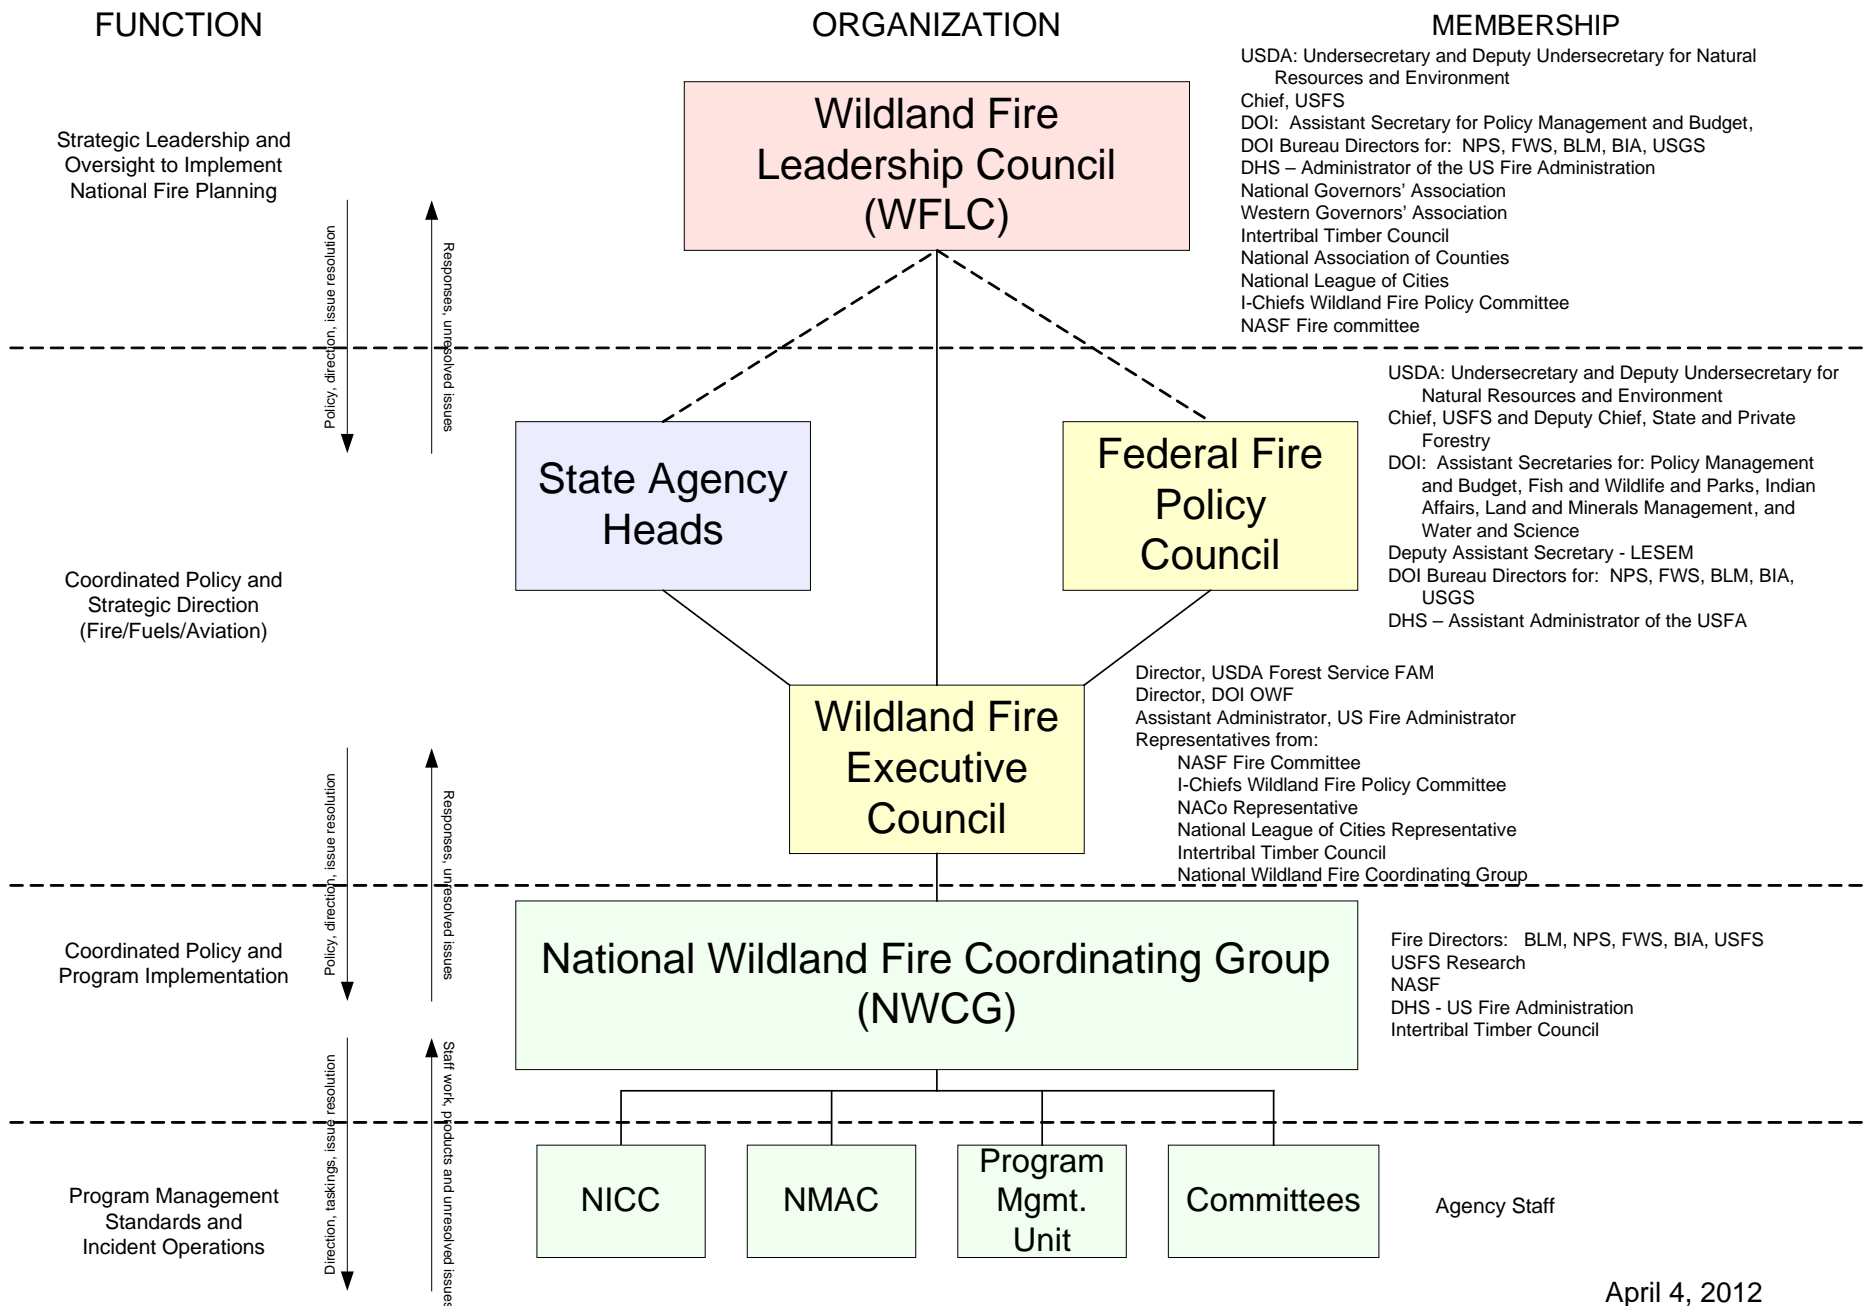 FUNCTION
ORGANIZATION
MEMBERSHIP
Strategic Leadership and
Oversight to Implement
National Fire Planning
Policy, direction, issue resolution
Responses, unresolved issues
Wildland Fire
Leadership Council
(WFLC)
USDA: Undersecretary and Deputy Undersecretary for Natural
Resources and Environment
Chief, USFS
DOI: Assistant Secretary for Policy Management and Budget,
DOI Bureau Directors for: NPS, FWS, BLM, BIA, USGS
DHS – Administrator of the US Fire Administration
National Governors' Association
Western Governors' Association
Intertribal Timber Council
National Association of Counties
National League of Cities
I-Chiefs Wildland Fire Policy Committee
NASF Fire committee
Coordinated Policy and
Strategic Direction
(Fire/Fuels/Aviation)
State Agency
Heads
Federal Fire
Policy
Council
USDA: Undersecretary and Deputy Undersecretary for
Natural Resources and Environment
Chief, USFS and Deputy Chief, State and Private
Forestry
DOI: Assistant Secretaries for: Policy Management
and Budget, Fish and Wildlife and Parks, Indian
Affairs, Land and Minerals Management, and
Water and Science
Deputy Assistant Secretary - LESEM
DOI Bureau Directors for: NPS, FWS, BLM, BIA,
USGS
DHS – Assistant Administrator of the USFA
Wildland Fire
Executive
Council
Director, USDA Forest Service FAM
Director, DOI OWF
Assistant Administrator, US Fire Administrator
Representatives from:
NASF Fire Committee
I-Chiefs Wildland Fire Policy Committee
NACo Representative
National League of Cities Representative
Intertribal Timber Council
National Wildland Fire Coordinating Group
Policy, direction, issue resolution
Responses, unresolved issues
Coordinated Policy and
Program Implementation
National Wildland Fire Coordinating Group
(NWCG)
Fire Directors: BLM, NPS, FWS, BIA, USFS
USFS Research
NASF
DHS - US Fire Administration
Intertribal Timber Council
Direction, taskings, issue resolution
Staff work, products and unresolved issues
Program Management
Standards and
Incident Operations
NICC
NMAC
Program
Mgmt.
Unit
Committees
Agency Staff
April 4, 2012